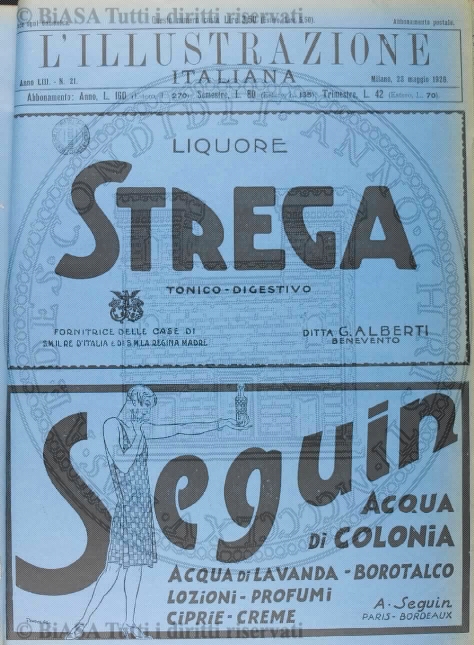 © BiASA Tutti i diritti riservati
L'ILLUSTRAZIONE
ITALIANA
Abbonamento postale.
Anno LIII. - N. 21.
Milano, 23 maggio 1926.
Abbonamento: Anno, L. 160 L. 270) Semestre, L. 80 Trimestre, L. 42 (Estero, L. 70).
LIQUORE
STREGA
TONICO-DIGESTIVO
FORNITRICE DELLE CASE DI
S.M. IL RE D'ITALIA E DI S.M. LA REGINA MADRE
DITTA G. ALBERTI
BENEVENTO
Seguin
ACQUA
Di COLONiA
ACQUA Di LAVANDA - BOROTALCO
LOZiONi - PROFUMi
CiPRiE - CREME
A. Seguin
PARIS - BORDEAUX
© BiASA Tutti i diritti riservati